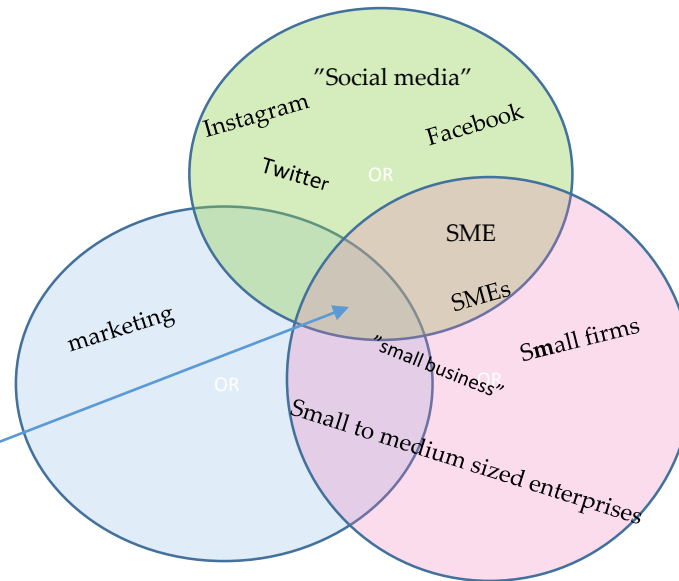 ”Social media”
Instagram
Facebook
Twitter
OR
SME
SMEs
marketing
Small firms
”small business”
OR
OR
Small to medium sized enterprises